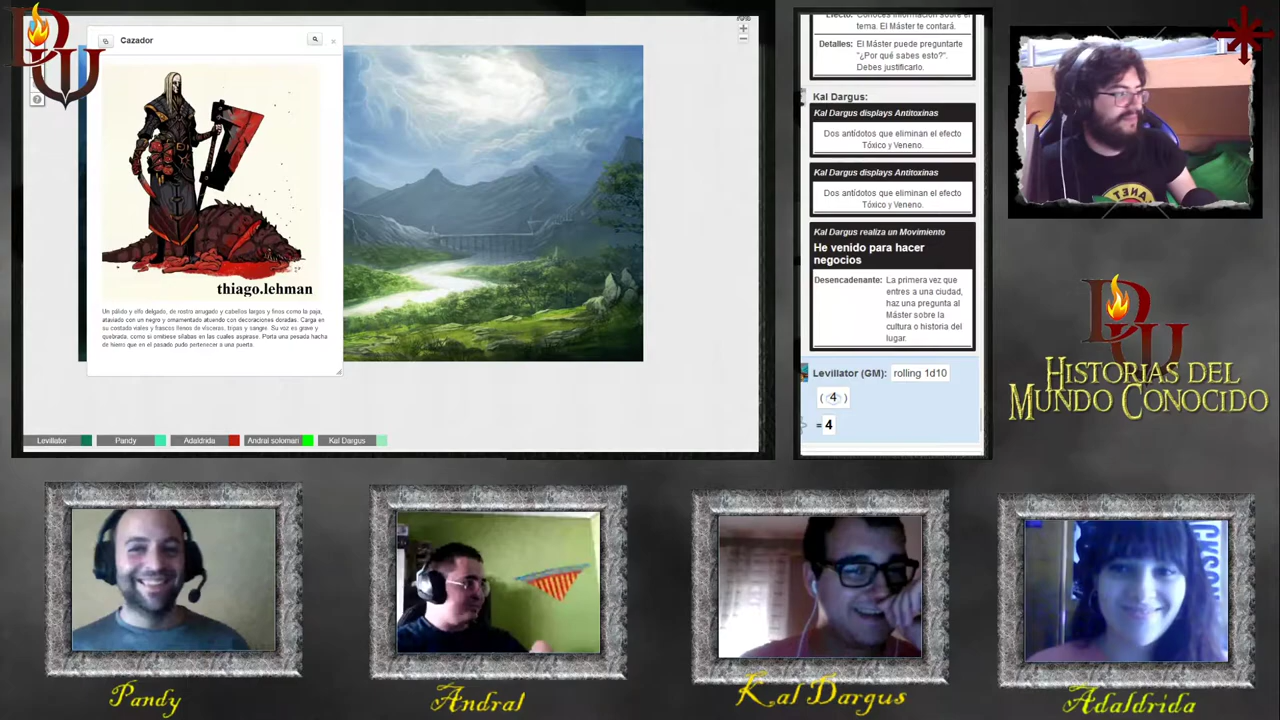 DU
Cazador
thiago.lehman
Un pálido y elfo delgado, de rostro arrugado y cabellos largos y finos como la paja,
ataviado con un negro y ornamentado atuendo con decoraciones doradas. Carga en
su costado viales y frascos llenos de vísceras, tripas y sangre. Su voz es grave y
quebrada, como si omitiese sílabas en las cuales aspirase. Porta una pesada hacha
de hierro que en el pasado pudo pertenecer a una puerta.
Levillator
Pandy
Adaldrida
Andral soloman
Kal Dargus
tema. El Máster te contará.
Detalles: El Máster puede preguntarte
"¿Por qué sabes esto?".
Debes justificarlo.
Kal Dargus:
Kal Dargus displays Antitoxinas
Dos antídotos que eliminan el efecto
Tóxico y Veneno.
Kal Dargus displays Antitoxinas
Dos antídotos que eliminan el efecto
Tóxico y Veneno.
Kal Dargus realiza un Movimiento
He venido para hacer
negocios
Desencadenante: La primera vez que
entres a una ciudad,
haz una pregunta al
Máster sobre la
cultura o historia del
lugar.
Levillator (GM): rolling 1d10
(4)
=4
DU
HISTORIAS DEL
MUNDO CONOCIDO
Pandy
Andral
Kal Dargus
Adaldrida